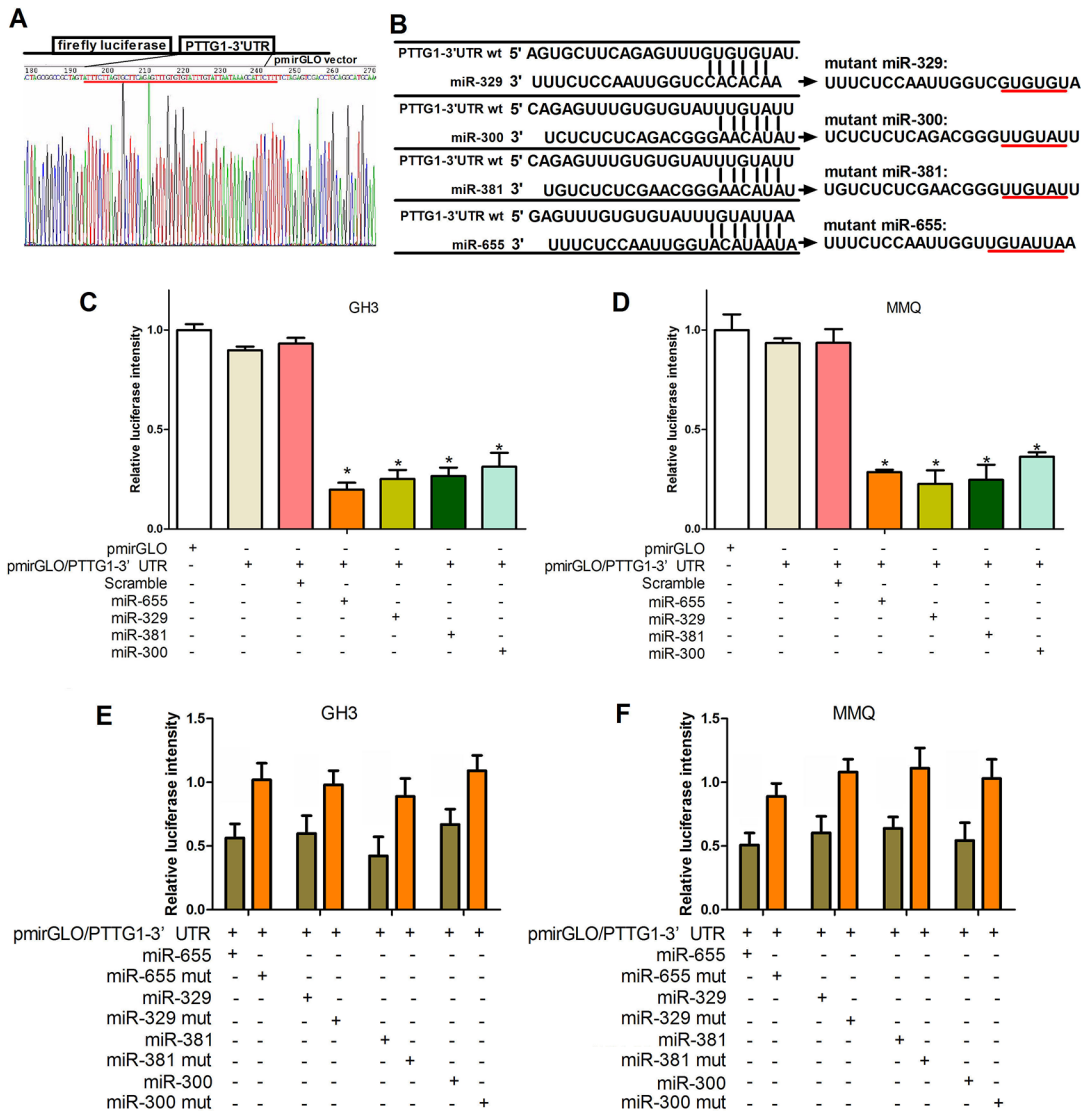 A
firefly luciferase PTTG1-3'UTR
pmirGLO vector
180 190 200 210 220 230 240 250 260 270
B
PTTG1-3'UTR wt 5' AGUGCUUCAGAGUUUGUGUGUAU.
miR-329 3' UUUCUCCAAUUGGUCCACACAA
mutant miR-329:
UUUCUCCAAUUGGUCGUGUGUA
PTTG1-3'UTR wt 5' CAGAGUUUGUGUGUAUUUGUAUU
miR-300 3' UCUCUCUCAGACGGGAACAUAU
mutant miR-300:
UCUCUCUCAGACGGGUUGUAUU
PTTG1-3'UTR wt 5' CAGAGUUUGUGUGUAUUUGUAUU
miR-381 3' UGUCUCUCGAACGGGAACAUAU
mutant miR-381:
UGUCUCUCGAACGGGUUGUAUU
PTTG1-3'UTR wt 5' GAGUUUGUGUGUAUUUGUAUUAA
miR-655 3' UUUCUCCAAUUGGUACAUAAUA
mutant miR-655:
UUUCUCCAAUUGGUUGUAUUAA
C
GH3
Relative luciferase intensity
1.0
0.5
0.0
* * * *
pmirGLO + - - - - - -
pmirGLO/PTTG1-3' UTR - + + + + + +
Scramble - - + - - - -
miR-655 - - - + - - -
miR-329 - - - - + - -
miR-381 - - - - - + -
miR-300 - - - - - - +
D
MMQ
Relative luciferase intensity
1.0
0.5
0.0
* * * *
pmirGLO + - - - - - -
pmirGLO/PTTG1-3' UTR - + + + + + +
Scramble - - + - - - -
miR-655 - - - + - - -
miR-329 - - - - + - -
miR-381 - - - - - + -
miR-300 - - - - - - +
E
GH3
Relative luciferase intensity
1.5
1.0
0.5
0.0
pmirGLO/PTTG1-3' UTR + + + + + + + +
miR-655 + - - - - - - -
miR-655 mut - + - - - - - -
miR-329 - - + - - - - -
miR-329 mut - - - + - - - -
miR-381 - - - - + - - -
miR-381 mut - - - - - + - -
miR-300 - - - - - - + -
miR-300 mut - - - - - - - +
F
MMQ
Relative luciferase intensity
1.5
1.0
0.5
0.0
pmirGLO/PTTG1-3' UTR + + + + + + + +
miR-655 + - - - - - - -
miR-655 mut - + - - - - - -
miR-329 - - + - - - - -
miR-329 mut - - - + - - - -
miR-381 - - - - + - - -
miR-381 mut - - - - - + - -
miR-300 - - - - - - + -
miR-300 mut - - - - - - - +